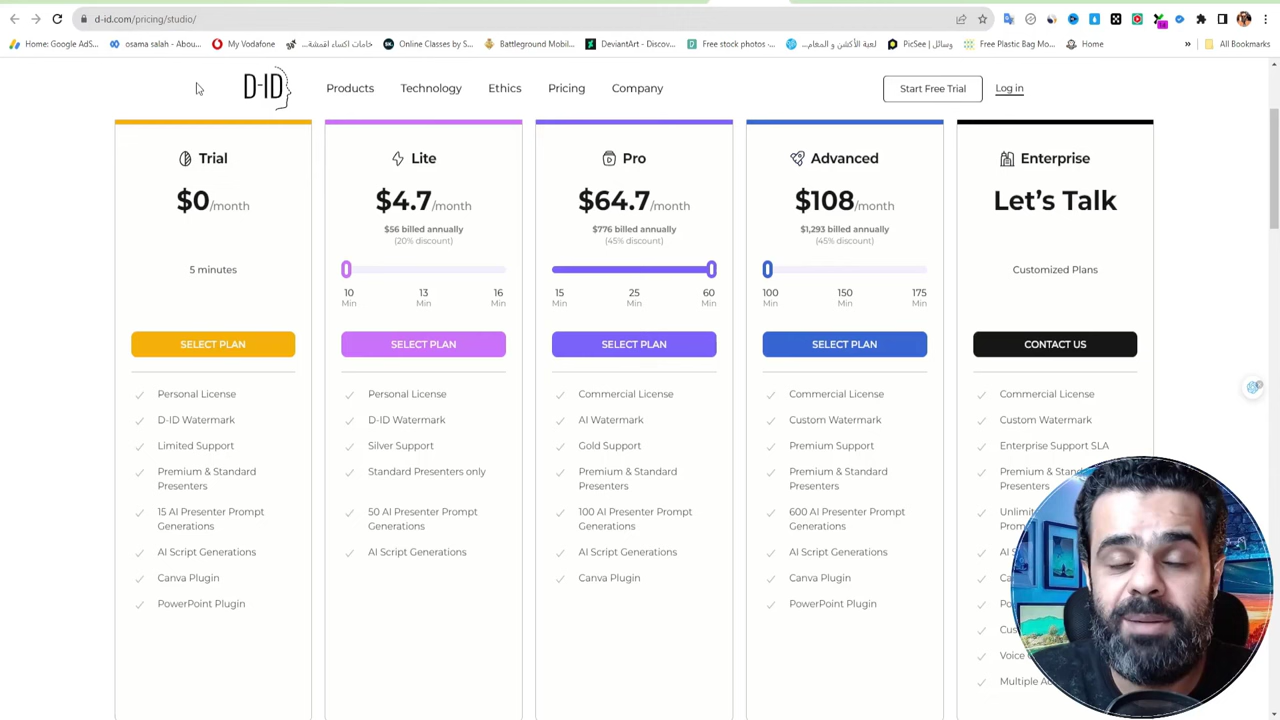 d-id.com/pricing/studio/
Home: Google AdS...
osama salah - Abou...
My Vodafone
خامات اكساء اقمشة...
Online Classes by S...
Battleground Mobil...
DeviantArt - Discov...
Free stock photos ·...
لعبة الأكشن و المغام...
PicSee | وسائل...
Free Plastic Bag Mo...
Home
»
All Bookmarks
D-ID
Products
Technology
Ethics
Pricing
Company
Start Free Trial
Log in
Trial
$0/month
5 minutes
SELECT PLAN
Personal License
D-ID Watermark
Limited Support
Premium & Standard
Presenters
15 AI Presenter Prompt
Generations
AI Script Generations
Canva Plugin
PowerPoint Plugin
Lite
$4.7/month
$56 billed annually
(20% discount)
10 13 16
Min Min Min
SELECT PLAN
Personal License
D-ID Watermark
Silver Support
Standard Presenters only
50 AI Presenter Prompt
Generations
AI Script Generations
Pro
$64.7/month
$776 billed annually
(45% discount)
15 25 60
Min Min Min
SELECT PLAN
Commercial License
AI Watermark
Gold Support
Premium & Standard
Presenters
100 AI Presenter Prompt
Generations
AI Script Generations
Canva Plugin
Advanced
$108/month
$1,293 billed annually
(45% discount)
100 150 175
Min Min Min
SELECT PLAN
Commercial License
Custom Watermark
Premium Support
Premium & Standard
Presenters
600 AI Presenter Prompt
Generations
AI Script Generations
Canva Plugin
PowerPoint Plugin
Enterprise
Let's Talk
Customized Plans
CONTACT US
Commercial License
Custom Watermark
Enterprise Support SLA
Premium &
Presenters
AI
Voice
Multiple